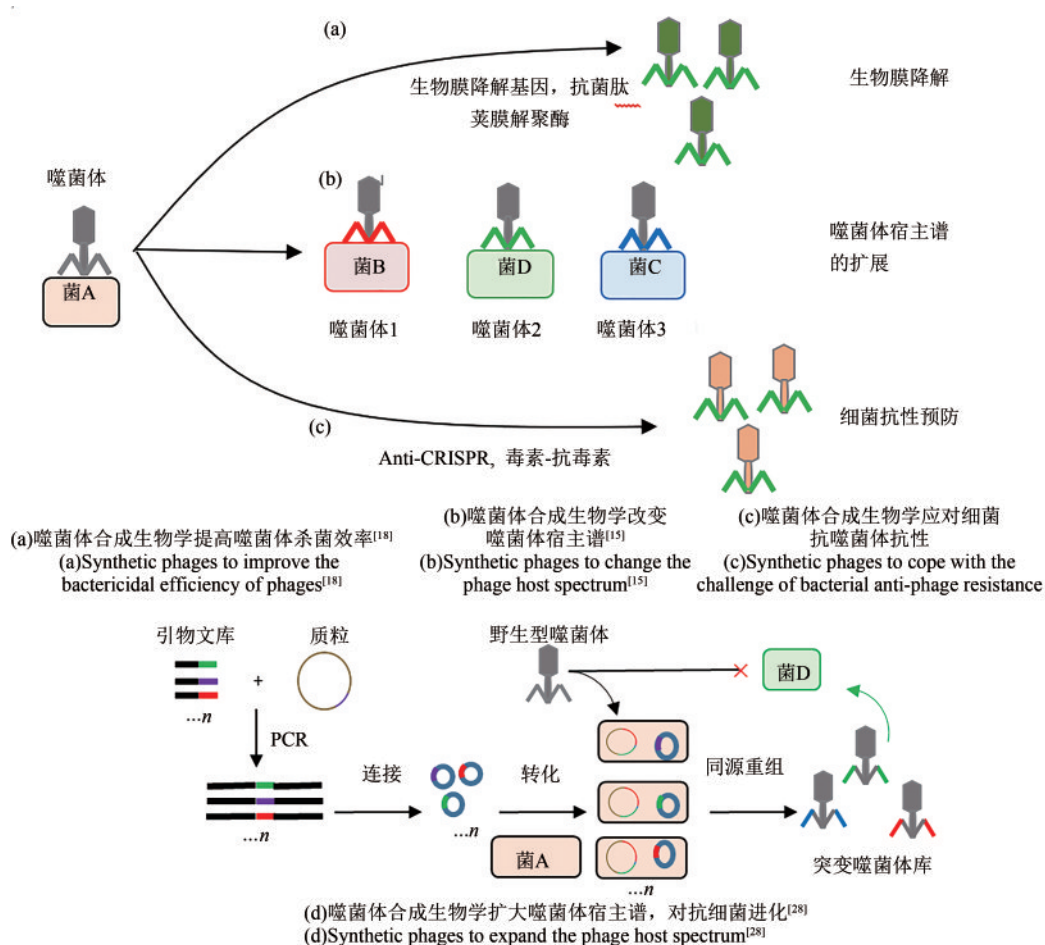 (a)
生物膜降解基因，抗菌肽
荚膜解聚酶
生物膜降解
噬菌体
菌A
(b)
菌B
菌D
菌C
噬菌体宿主谱
的扩展
噬菌体1
噬菌体2
噬菌体3
(c)
Anti-CRISPR, 毒素-抗毒素
细菌抗性预防
(a)噬菌体合成生物学提高噬菌体杀菌效率[18]
(a)Synthetic phages to improve the
bactericidal efficiency of phages[18]
(b)噬菌体合成生物学改变
噬菌体宿主谱[15]
(b)Synthetic phages to change the
phage host spectrum[15]
(c)噬菌体合成生物学应对细菌
抗噬菌体抗性
(c)Synthetic phages to cope with the
challenge of bacterial anti-phage resistance
引物文库
质粒
+
...n
PCR
...n
连接
...n
转化
野生型噬菌体
菌D
菌A
...n
同源重组
突变噬菌体库
(d)噬菌体合成生物学扩大噬菌体宿主谱，对抗细菌进化[28]
(d)Synthetic phages to expand the phage host spectrum[28]